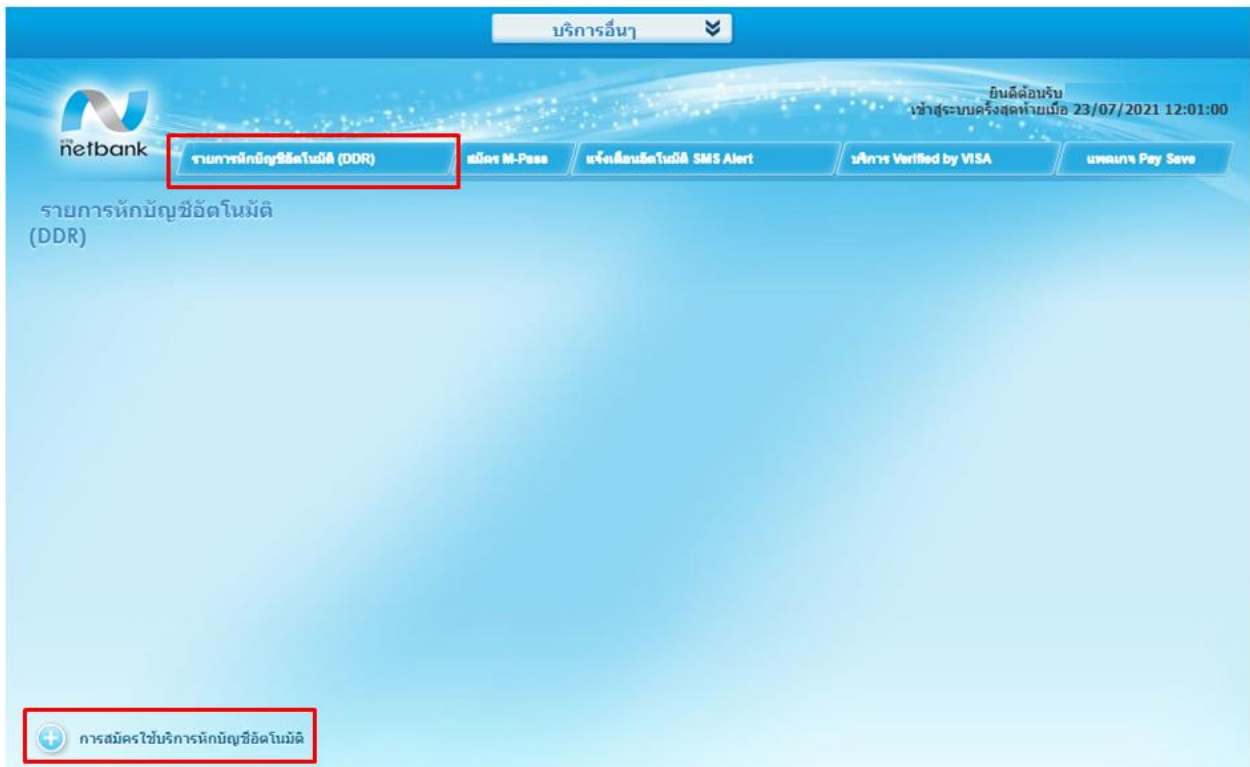 บริการอื่นๆ
ยินดีต้อนรับ
เข้าสู่ระบบครั้งสุดท้ายเมื่อ 23/07/2021 12:01:00
KTB
netbank
รายการหักบัญชีอัตโนมัติ (DDR)
สมัคร M-Pass
แจ้งเตือนอัตโนมัติ SMS Alert
บริการ Verified by VISA
แพคเกจ Pay Save
รายการหักบัญชีอัตโนมัติ
(DDR)
การสมัครใช้บริการหักบัญชีอัตโนมัติ